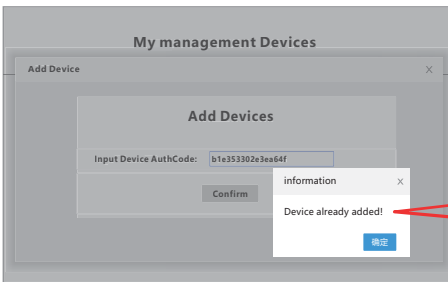 My management Devices
Add Device X
Add Devices
Input Device AuthCode: b1e353302e3ea64f
Confirm
information X
Device already added!
确定